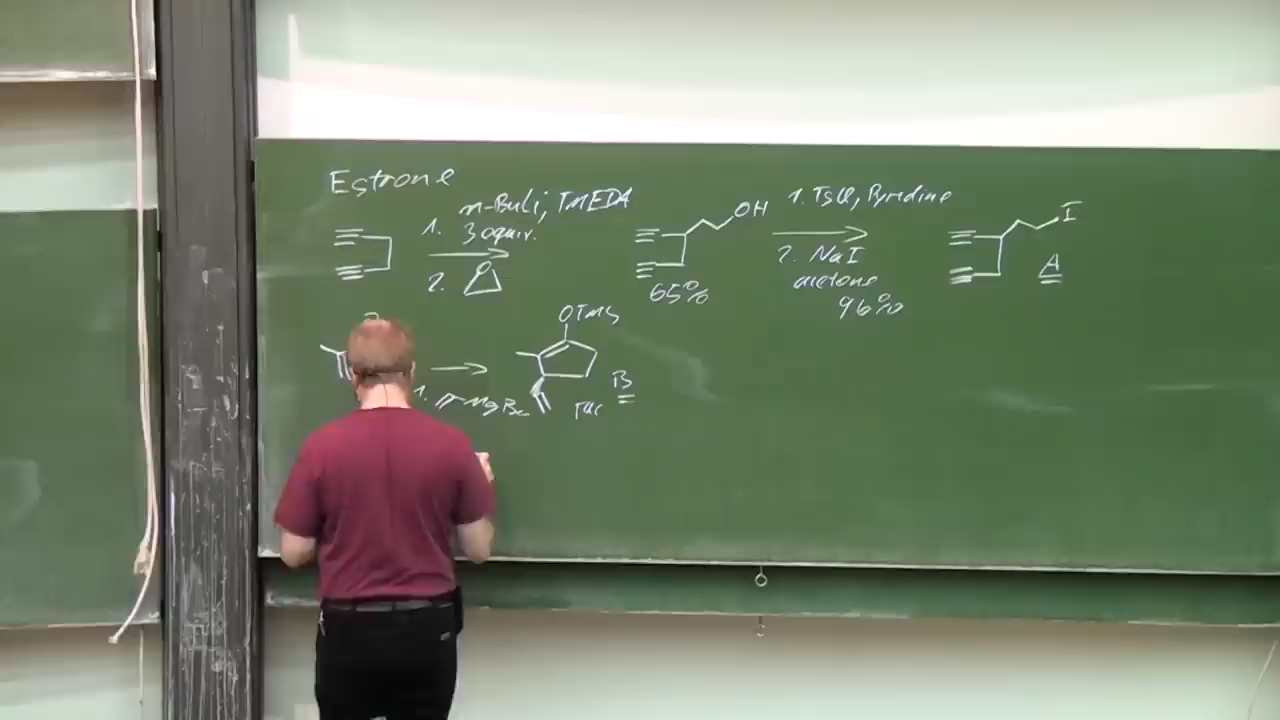 Estrone
1. n-BuLi, TMEDA
3 equiv.
2.
OH
65%
1. TsCl, Pyridine
2. NaI
acetone
96%
I
A
OTMS
B
1. MgBr
rac